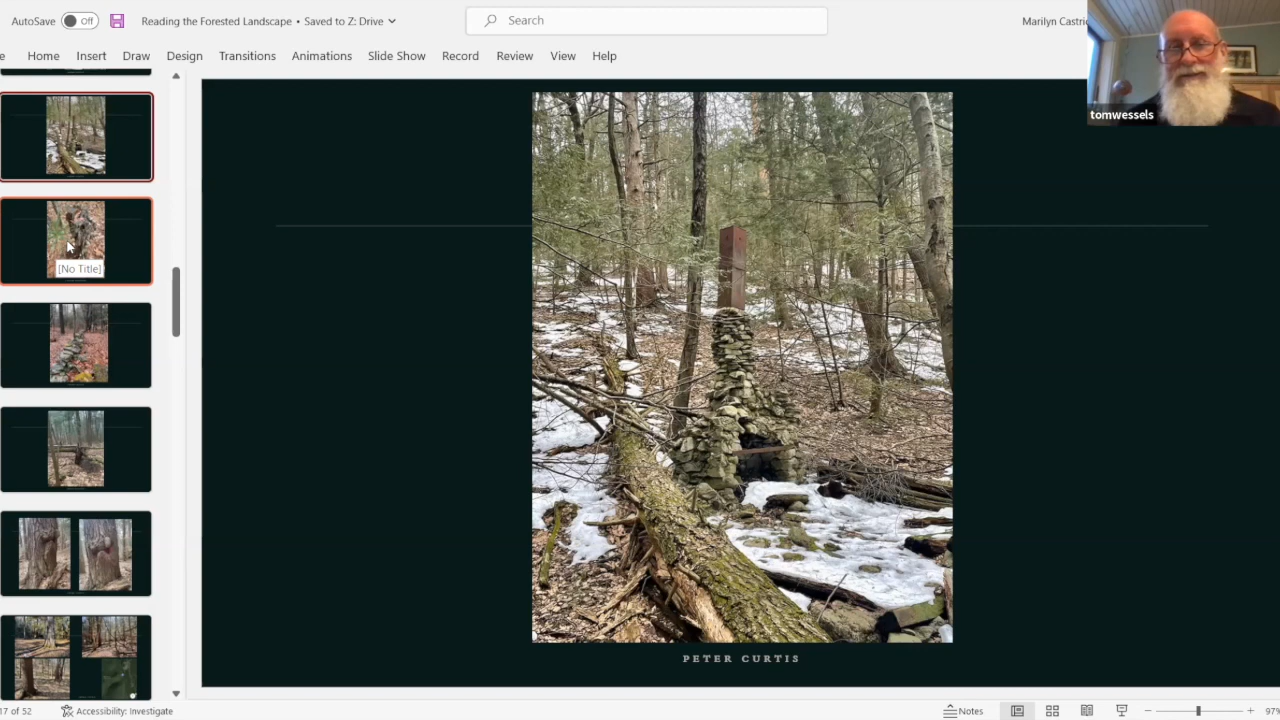 AutoSave Off Reading the Forested Landscape • Saved to Z: Drive Search Marilyn Castri
Home Insert Draw Design Transitions Animations Slide Show Record Review View Help
tomwessels
[No Title]
PETER CURTIS
17 of 52 Accessibility: Investigate Notes 97%